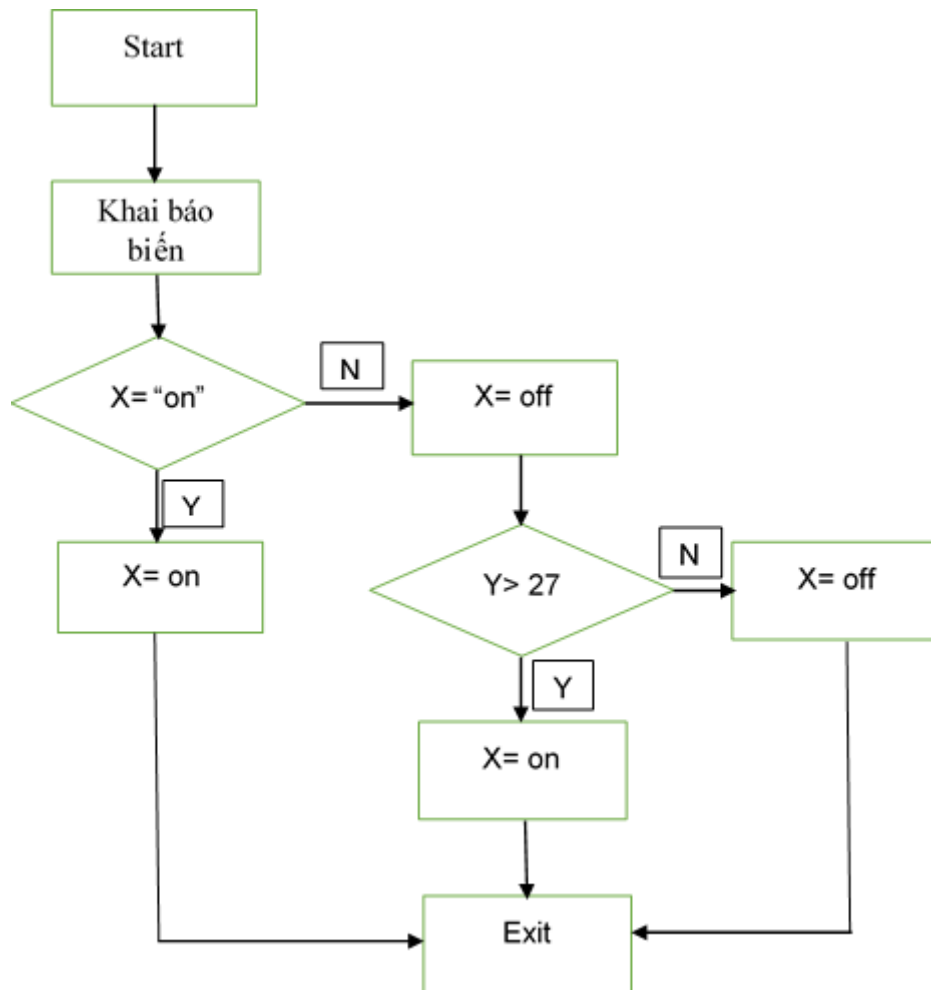 Start
Khai báo
biến
X= “on”
N
X= off
Y
X= on
Y> 27
N
X= off
Y
X= on
Exit